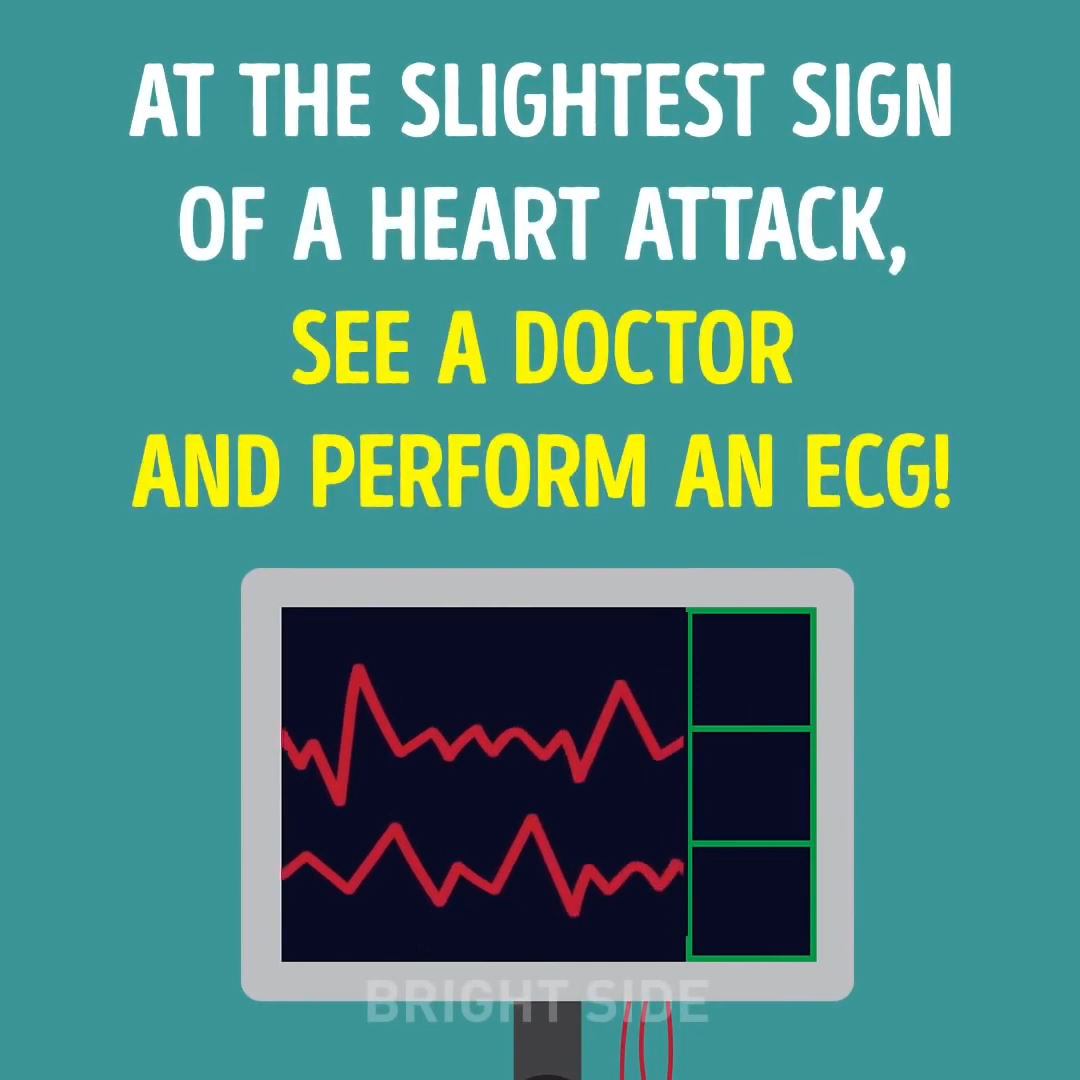 AT THE SLIGHTEST SIGN
OF A HEART ATTACK,
SEE A DOCTOR
AND PERFORM AN ECG!
BRIGHT SIDE